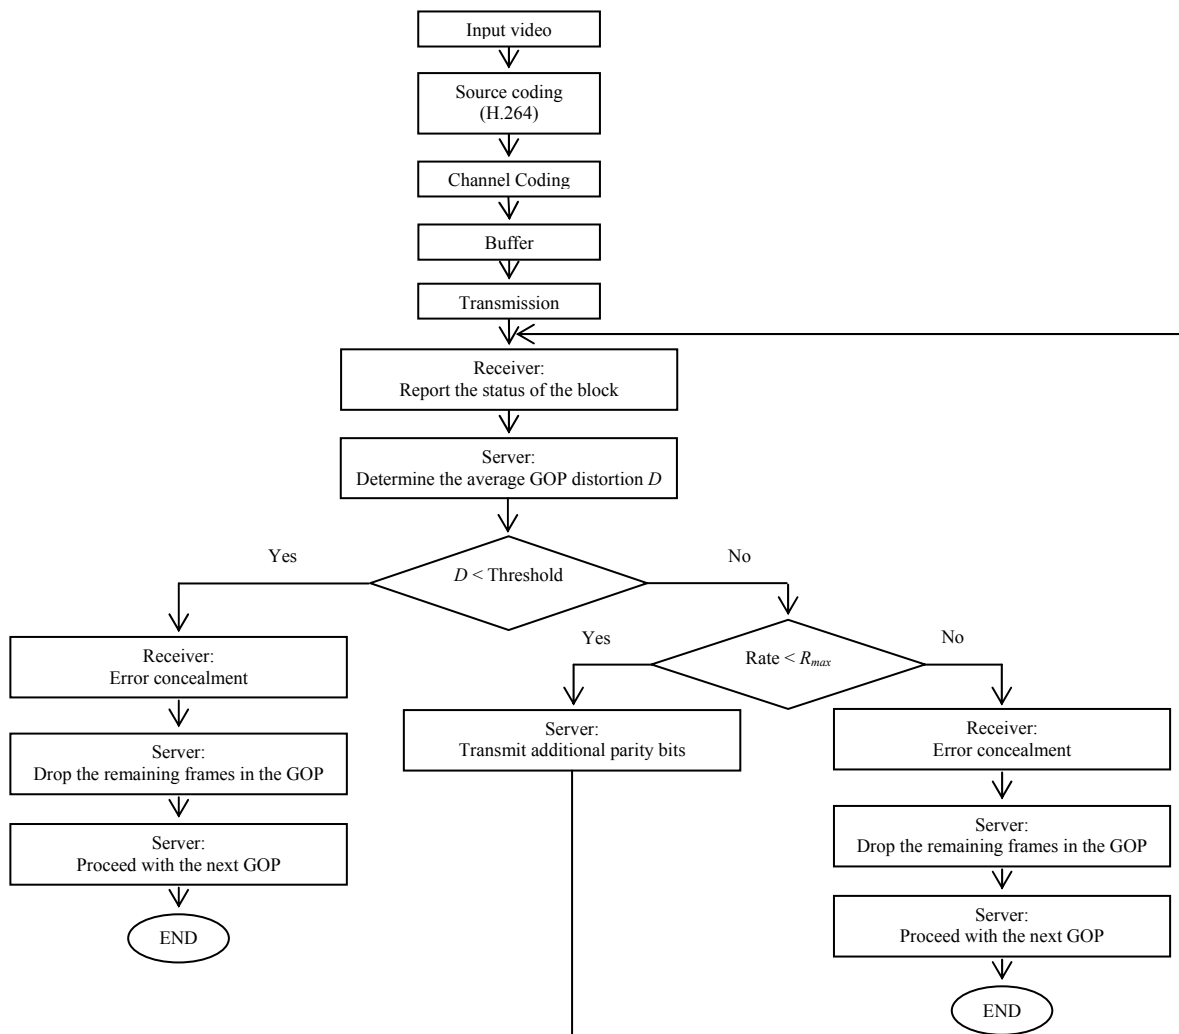 Input video
Source coding
(H.264)
Channel Coding
Buffer
Transmission
Receiver:
Report the status of the block
Server:
Determine the average GOP distortion D
Yes
No
D < Threshold
Yes
No
Rate < Rmax
Receiver:
Error concealment
Server:
Transmit additional parity bits
Receiver:
Error concealment
Server:
Drop the remaining frames in the GOP
Server:
Drop the remaining frames in the GOP
Server:
Proceed with the next GOP
Server:
Proceed with the next GOP
END
END